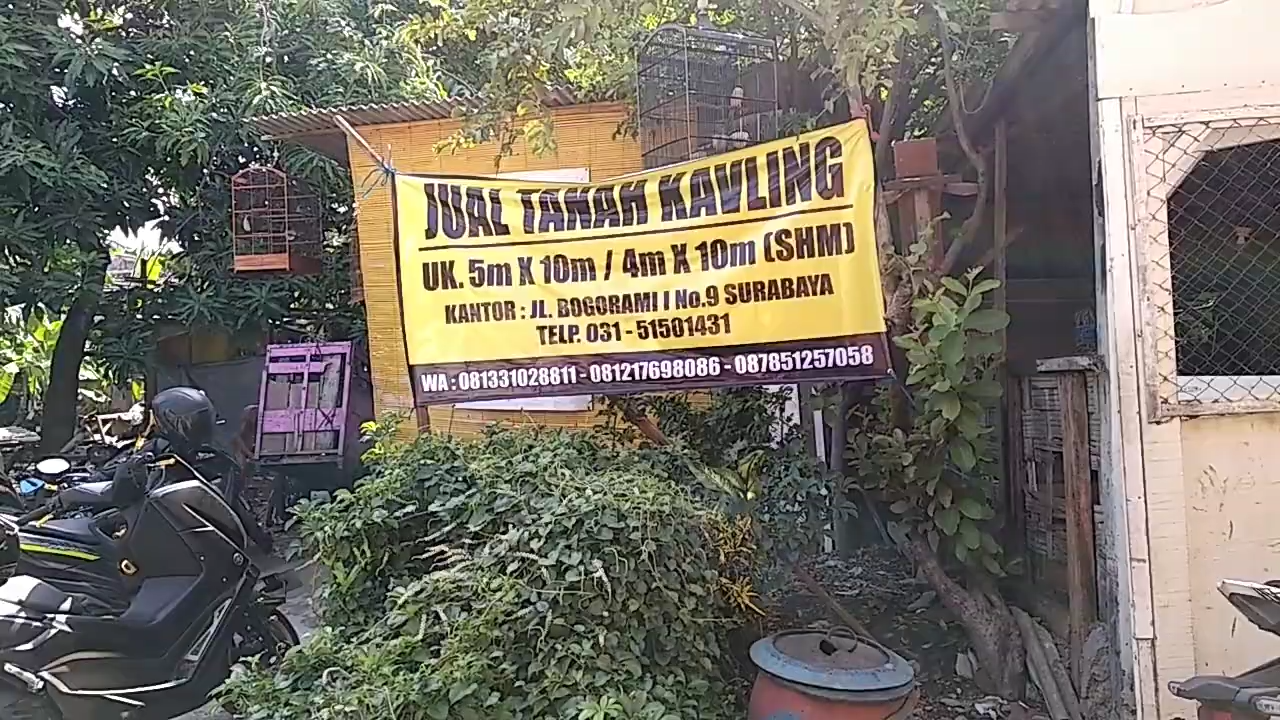 JUAL TANAH KAVLING
UK. 5m X 10m / 4m X 10m (SHM)
KANTOR : JL. BOGORAMI I No.9 SURABAYA
TELP. 031 - 51501431
WA : 081331028811 - 081217698086 - 087851257058